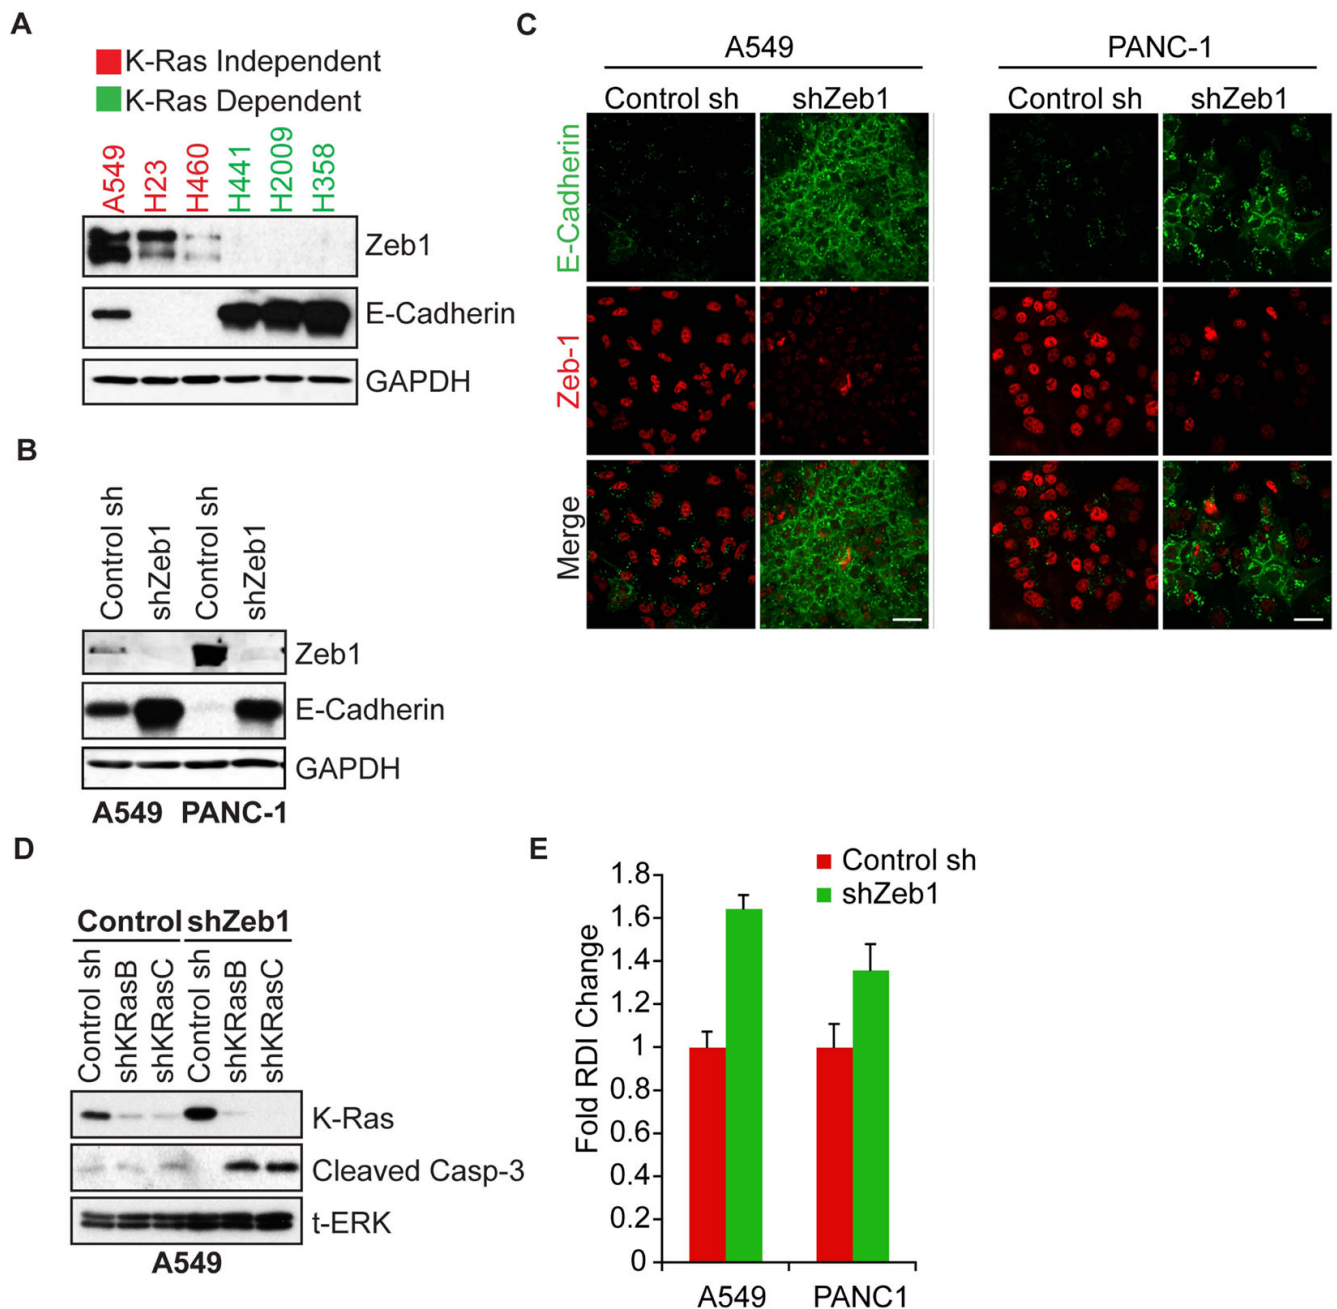 A
K-Ras Independent
K-Ras Dependent
A549
H23
H460
H441
H2009
H358
Zeb1
E-Cadherin
GAPDH
B
Control sh
shZeb1
Control sh
shZeb1
Zeb1
E-Cadherin
GAPDH
A549 PANC-1
C
A549 PANC-1
Control sh shZeb1 Control sh shZeb1
E-Cadherin
Zeb-1
Merge
D
Control shZeb1
Control sh
shKRasB
shKRasC
Control sh
shKRasB
shKRasC
K-Ras
Cleaved Casp-3
t-ERK
A549
E
Control sh
shZeb1
Fold RDI Change
1.8
1.6
1.4
1.2
1
0.8
0.6
0.4
0.2
0
A549 PANC1